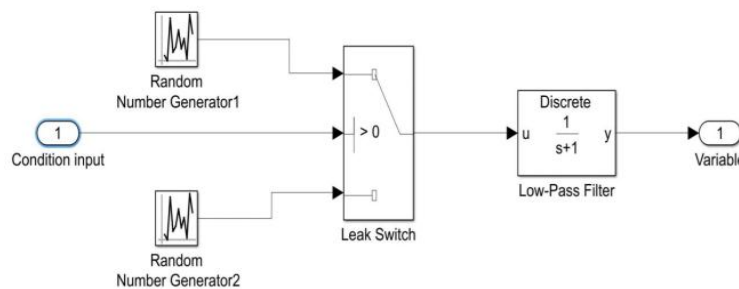 Random
Number Generator1
1
Condition input
> 0
Random
Number Generator2
Leak Switch
Discrete
u
1
s+1
y
Low-Pass Filter
1
Variable